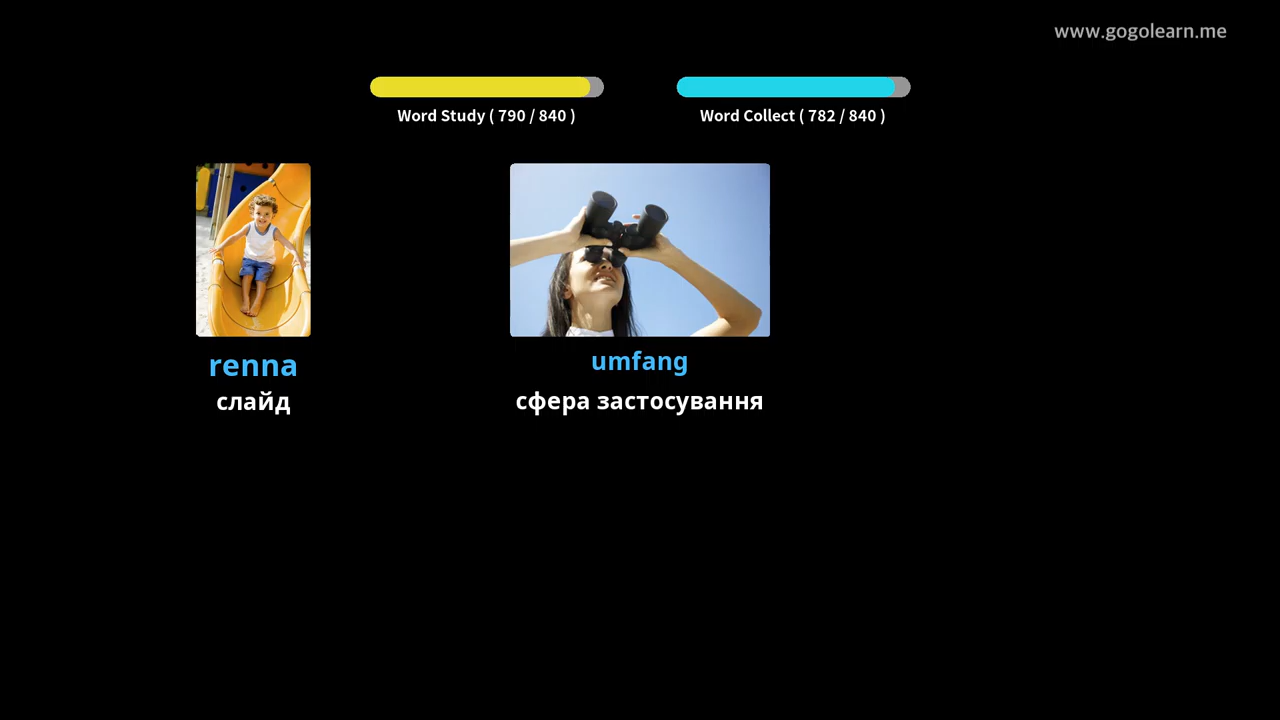 www.gogolearn.me
Word Study ( 790 / 840 )
Word Collect ( 782 / 840 )
renna
слайд
umfang
сфера застосування